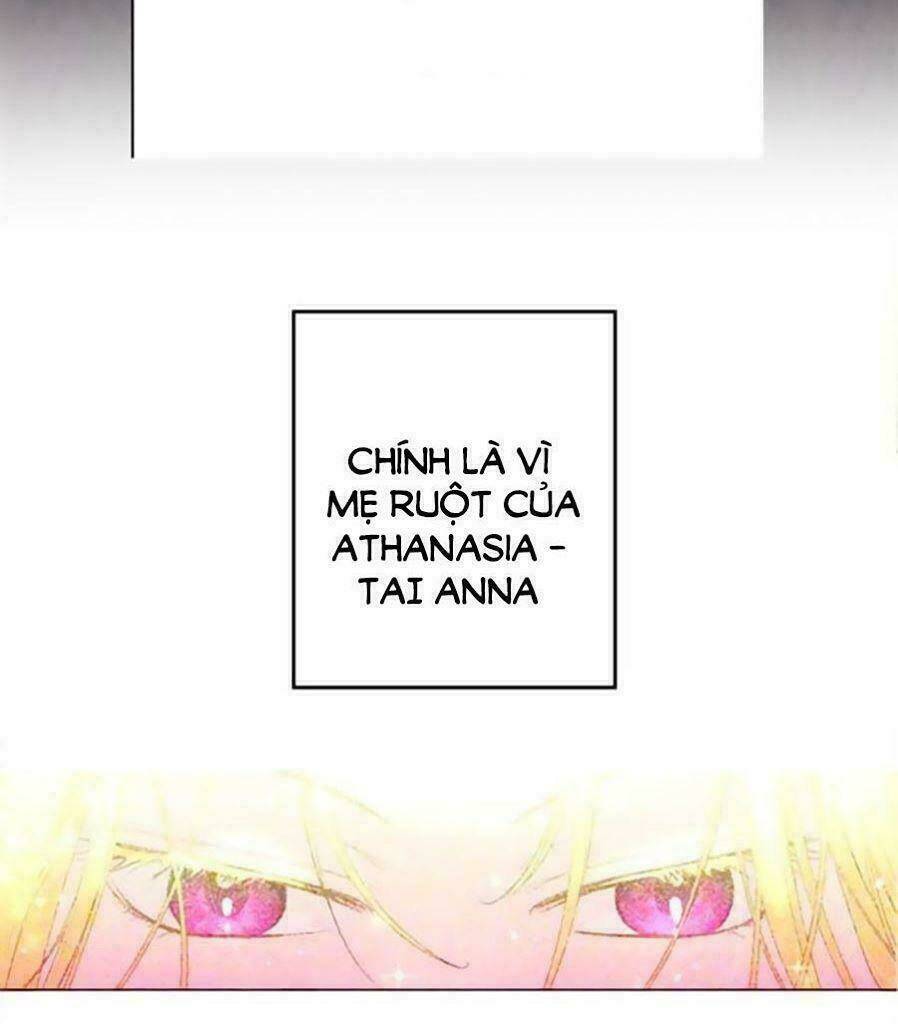 CHÍNH LÀ VÌ
MẸ RUỘT CỦA
ATHANASIA –
TAI ANNA